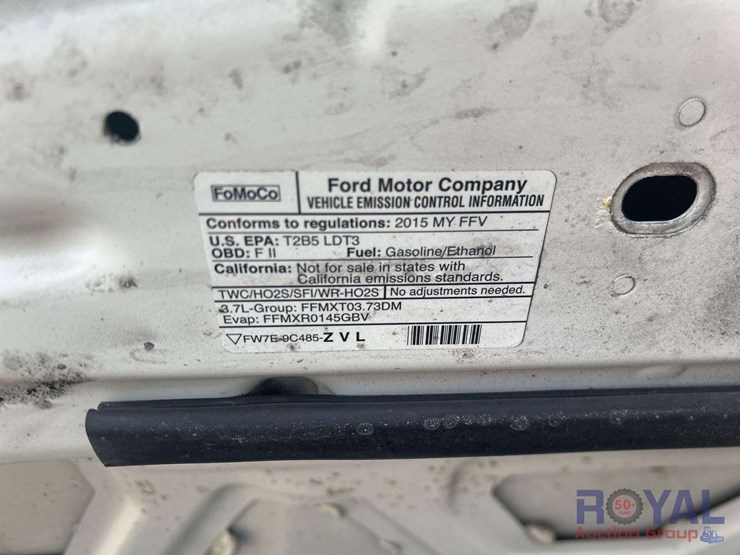 FoMoCo
Ford Motor Company
VEHICLE EMISSION CONTROL INFORMATION
Conforms to regulations: 2015 MY FFV
U.S. EPA: T2B5 LDT3
OBD: F II Fuel: Gasoline/Ethanol
California: Not for sale in states with
California emissions standards.
TWC/HO2S/SFI/WR-HO2S No adjustments needed.
3.7L-Group: FFMXT03.73DM
Evap: FFMXR0145GBV
FW7E-9C485-Z V L
ROYAL
50+
Auction Group